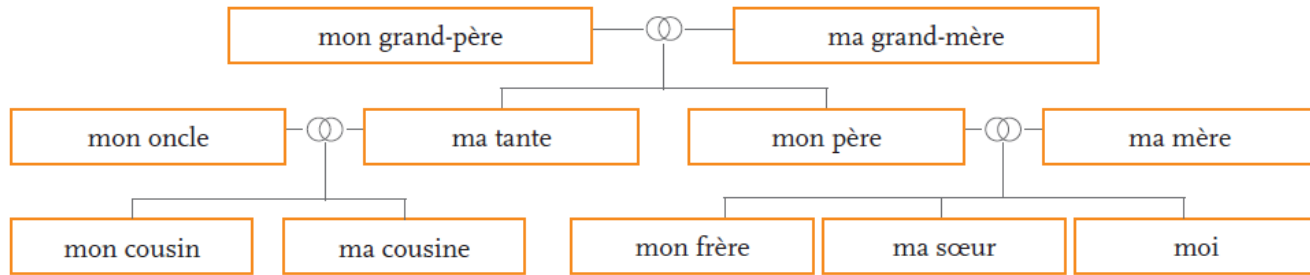 mon grand-père
ma grand-mère
mon oncle
ma tante
mon père
ma mère
mon cousin
ma cousine
mon frère
ma sœur
moi